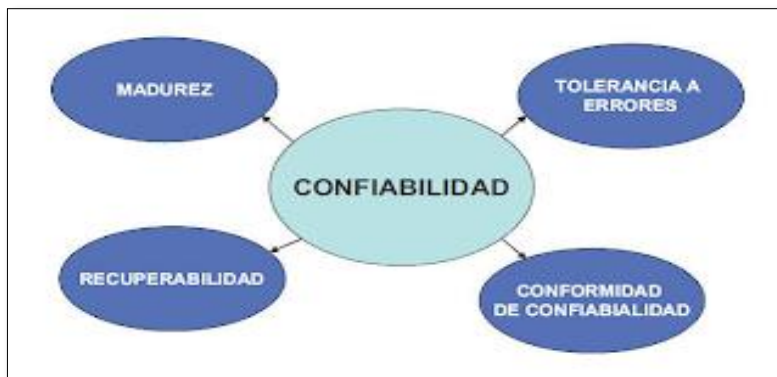 MADUREZ
TOLERANCIA A
ERRORES
CONFIABILIDAD
RECUPERABILIDAD
CONFORMIDAD
DE CONFIABIALIDAD